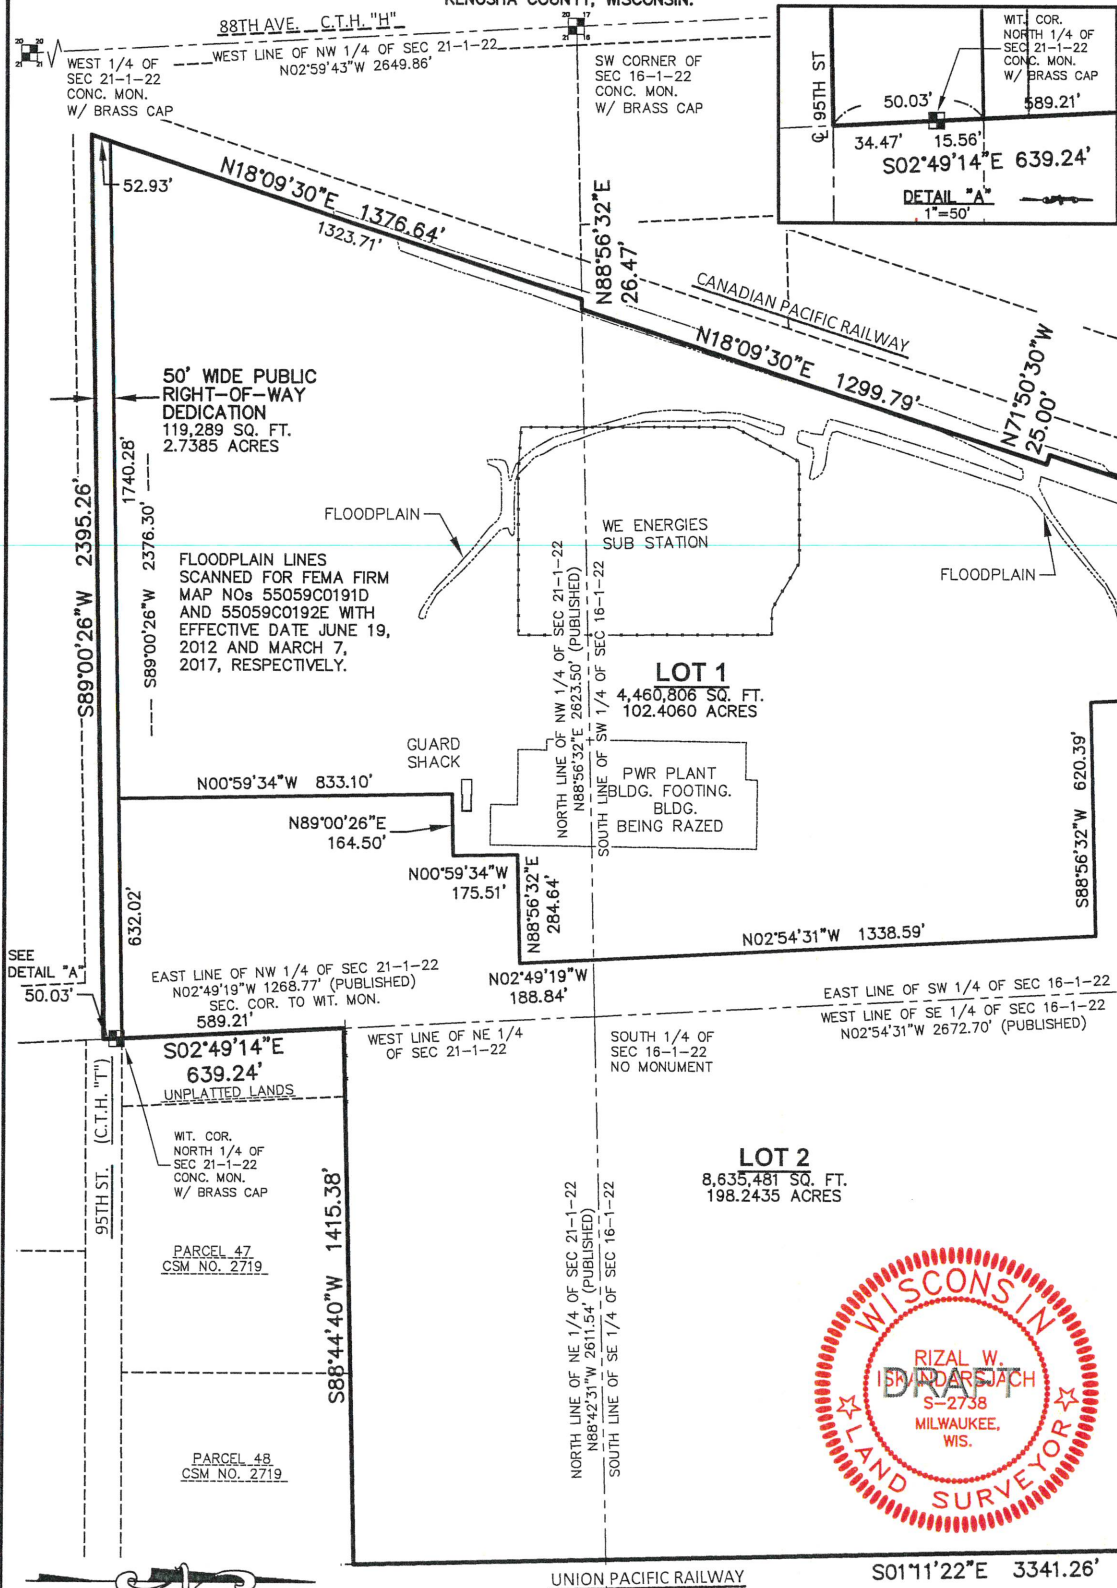 KENOSHA COUNTY, WISCONSIN.
88TH AVE. C.T.H. "H"
WEST LINE OF NW 1/4 OF SEC 21-1-22
N02°59'43"W 2649.86'
20 20
21 21
20 17
21 16
WEST 1/4 OF
SEC 21-1-22
CONC. MON.
W/ BRASS CAP
SW CORNER OF
SEC 16-1-22
CONC. MON.
W/ BRASS CAP
WIT. COR.
NORTH 1/4 OF
SEC 21-1-22
CONC. MON.
W/ BRASS CAP
℄ 95TH ST
50.03'
589.21'
34.47'
15.56'
S02°49'14"E 639.24'
DETAIL "A"
1"=50'
52.93'
N18°09'30"E 1376.64'
1323.71'
N88°56'32"E
26.47'
CANADIAN PACIFIC RAILWAY
N18°09'30"E 1299.79'
N71°50'30"W
25.00'
50' WIDE PUBLIC
RIGHT-OF-WAY
DEDICATION
119,289 SQ. FT.
2.7385 ACRES
1740.28'
S89°00'26"W 2376.30'
S89°00'26"W 2395.26'
FLOODPLAIN
WE ENERGIES
SUB STATION
FLOODPLAIN
FLOODPLAIN LINES
SCANNED FOR FEMA FIRM
MAP NOs 55059C0191D
AND 55059C0192E WITH
EFFECTIVE DATE JUNE 19,
2012 AND MARCH 7,
2017, RESPECTIVELY.
NORTH LINE OF NW 1/4 OF SEC 21-1-22
N88°56'32"E 2623.50' (PUBLISHED)
SOUTH LINE OF SW 1/4 OF SEC 16-1-22
LOT 1
4,460,806 SQ. FT.
102.4060 ACRES
GUARD
SHACK
PWR PLANT
BLDG. FOOTING.
BLDG.
BEING RAZED
S88°56'32"W 620.39'
N00°59'34"W 833.10'
N89°00'26"E
164.50'
N00°59'34"W
175.51'
N88°56'32"E
284.64'
632.02'
N02°54'31"W 1338.59'
N02°49'19"W
188.84'
SEE
DETAIL "A"
50.03'
EAST LINE OF NW 1/4 OF SEC 21-1-22
N02°49'19"W 1268.77' (PUBLISHED)
SEC. COR. TO WIT. MON.
589.21'
EAST LINE OF SW 1/4 OF SEC 16-1-22
WEST LINE OF SE 1/4 OF SEC 16-1-22
N02°54'31"W 2672.70' (PUBLISHED)
WEST LINE OF NE 1/4
OF SEC 21-1-22
SOUTH 1/4 OF
SEC 16-1-22
NO MONUMENT
S02°49'14"E
639.24'
UNPLATTED LANDS
95TH ST. (C.T.H. "T")
WIT. COR.
NORTH 1/4 OF
SEC 21-1-22
CONC. MON.
W/ BRASS CAP
LOT 2
8,635,481 SQ. FT.
198.2435 ACRES
PARCEL 47
CSM NO. 2719
S88°44'40"W 1415.38'
NORTH LINE OF NE 1/4 OF SEC 21-1-22
N88°42'31"W 2611.54' (PUBLISHED)
SOUTH LINE OF SE 1/4 OF SEC 16-1-22
PARCEL 48
CSM NO. 2719
WISCONSIN
RIZAL W.
ISKANDARSJACH
DRAFT
S-2738
MILWAUKEE,
WIS.
LAND SURVEYOR
UNION PACIFIC RAILWAY
S01°11'22"E 3341.26'